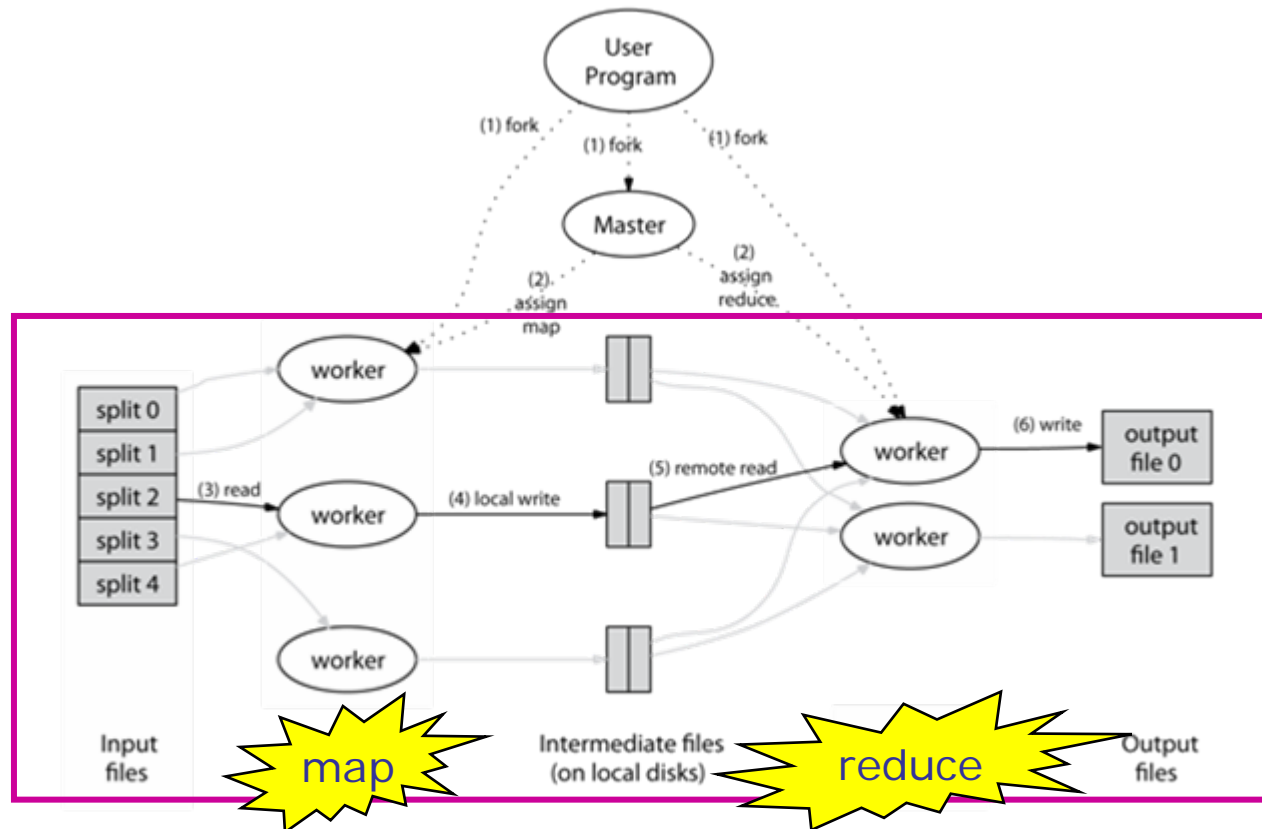 User
Program
(1) fork
(1) fork
(1) fork
Master
(2)
assign
map
(2)
assign
reduce
split 0
split 1
split 2
split 3
split 4
(3) read
worker
worker
worker
(4) local write
(5) remote read
worker
worker
(6) write
output
file 0
output
file 1
Input
files
map
Intermediate files
(on local disks)
reduce
Output
files